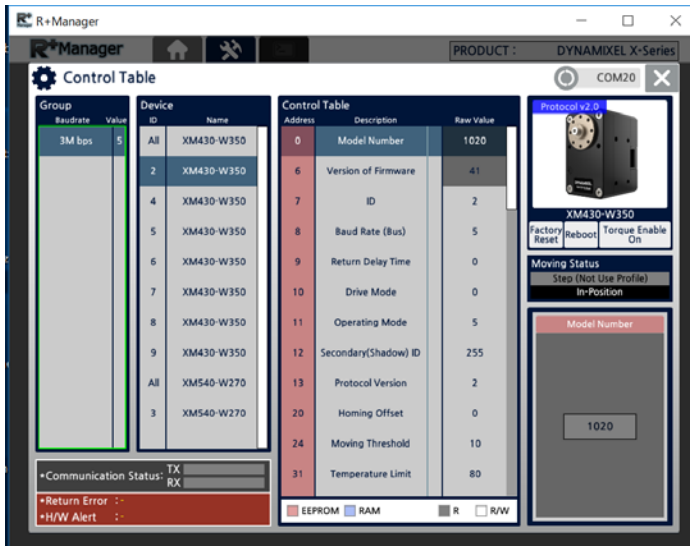 R+Manager
R+Manager
PRODUCT :
DYNAMIXEL X-Series
Control Table
COM20
Group
Baudrate Value
3M bps 5
Device
ID Name
All XM430-W350
2 XM430-W350
4 XM430-W350
5 XM430-W350
6 XM430-W350
7 XM430-W350
8 XM430-W350
9 XM430-W350
All XM540-W270
3 XM540-W270
Control Table
Address Description Raw Value
0 Model Number 1020
6 Version of Firmware 41
7 ID 2
8 Baud Rate (Bus) 5
9 Return Delay Time 0
10 Drive Mode 0
11 Operating Mode 5
12 Secondary(Shadow) ID 255
13 Protocol Version 2
20 Homing Offset 0
24 Moving Threshold 10
31 Temperature Limit 80
EEPROM RAM R R/W
Protocol v2.0
XM430-W350
Factory Reset
Reboot
Torque Enable On
Moving Status
Step (Not Use Profile)
In-Position
Model Number
1020
•Communication Status: TX
RX
•Return Error :-
•H/W Alert :-